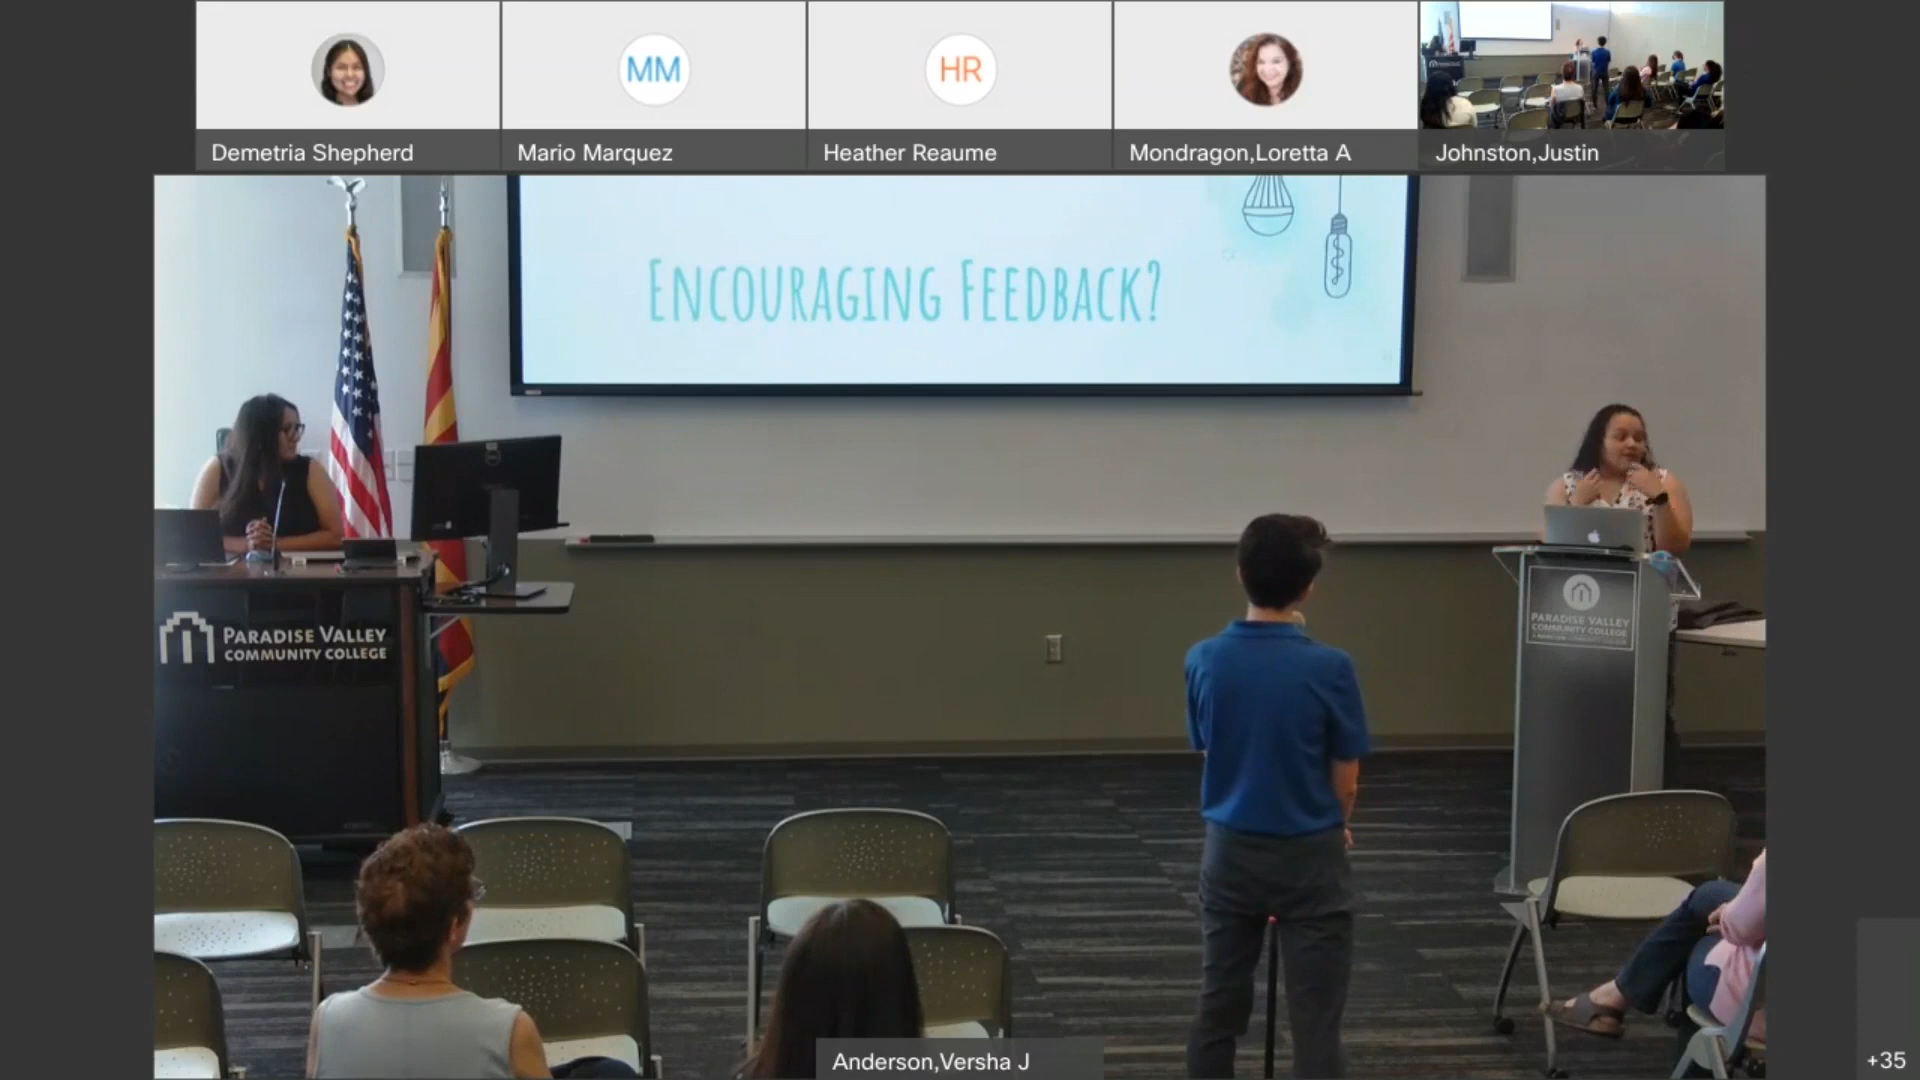 MM
HR
Demetria Shepherd
Mario Marquez
Heather Reaume
Mondragon,Loretta A
Johnston,Justin
ENCOURAGING FEEDBACK?
PARADISE VALLEY
COMMUNITY COLLEGE
PARADISE VALLEY
COMMUNITY COLLEGE
Anderson,Versha J
+35